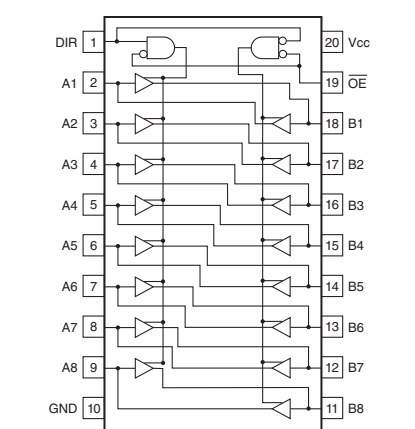 DIR 1 20 Vcc
A1 2 19 OE
A2 3 18 B1
A3 4 17 B2
A4 5 16 B3
A5 6 15 B4
A6 7 14 B5
A7 8 13 B6
A8 9 12 B7
GND 10 11 B8